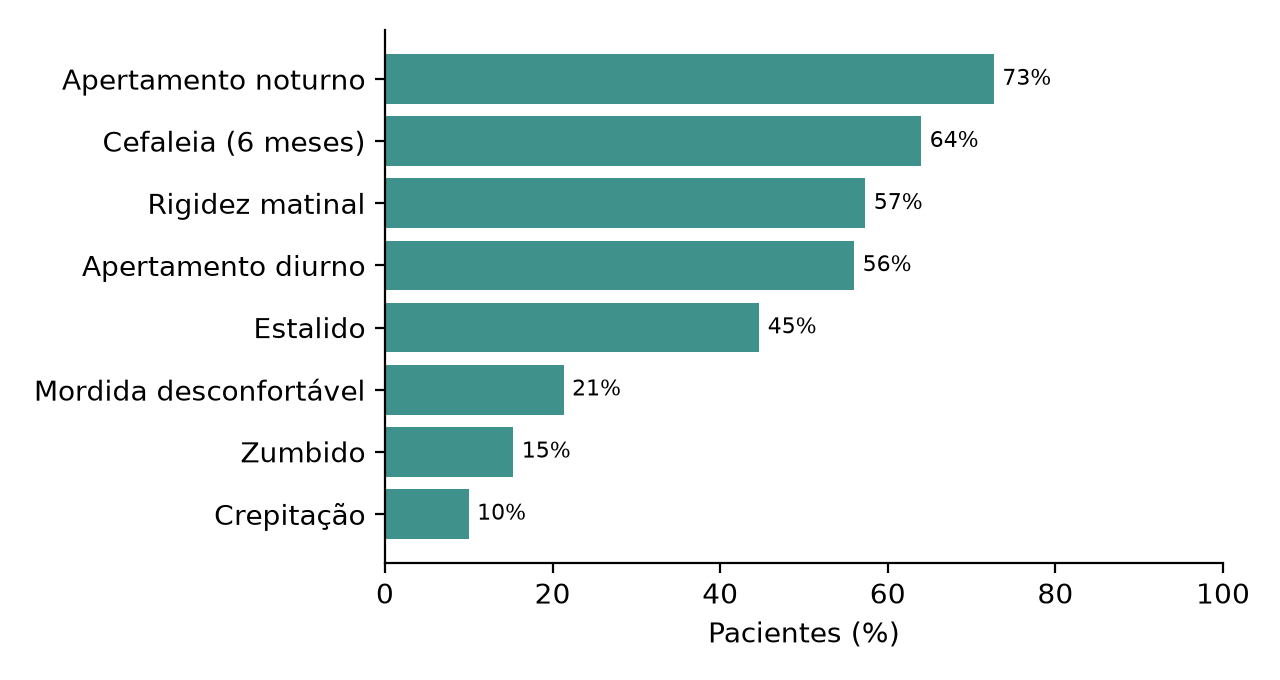 Apertamento noturno 73%
Cefaleia (6 meses) 64%
Rigidez matinal 57%
Apertamento diurno 56%
Estalido 45%
Mordida desconfortável 21%
Zumbido 15%
Crepitação 10%
0 20 40 60 80 100
Pacientes (%)